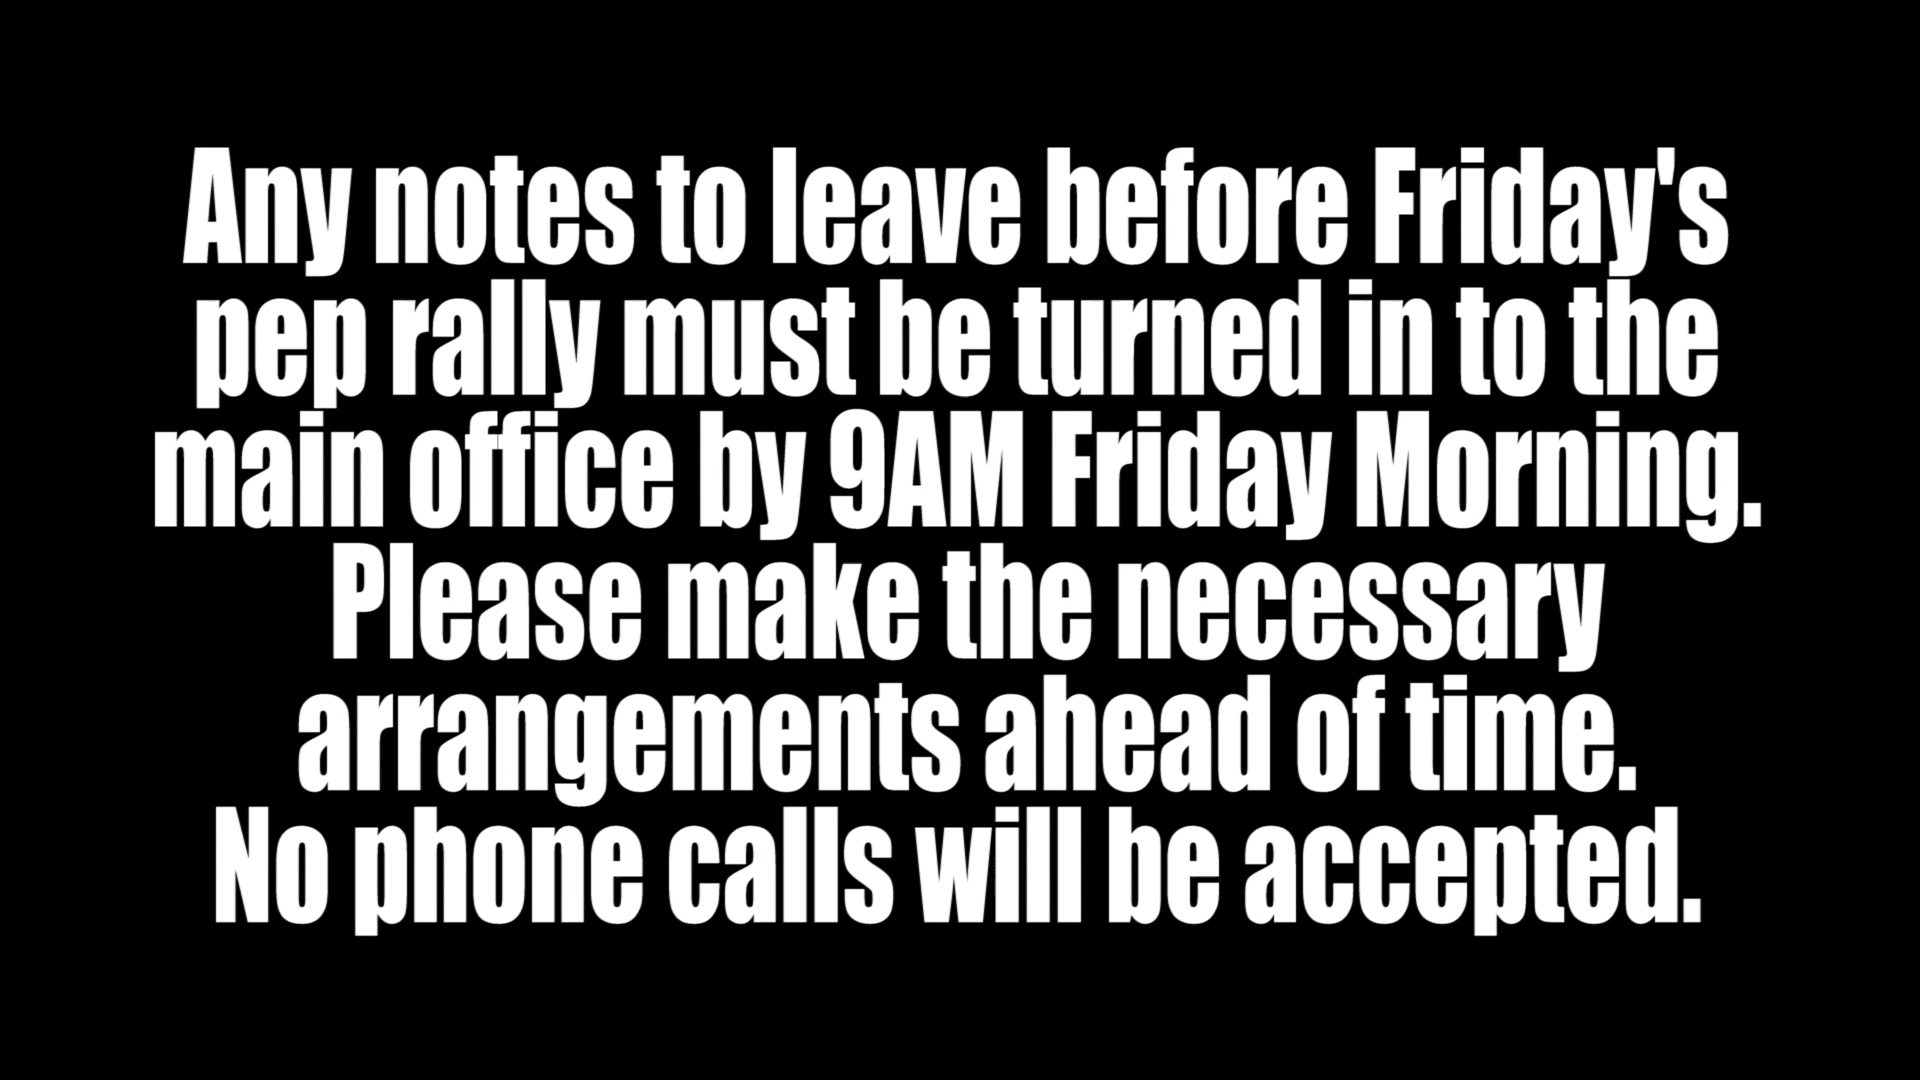 Any notes to leave before Friday's
pep rally must be turned in to the
main office by 9AM Friday Morning.
Please make the necessary
arrangements ahead of time.
No phone calls will be accepted.